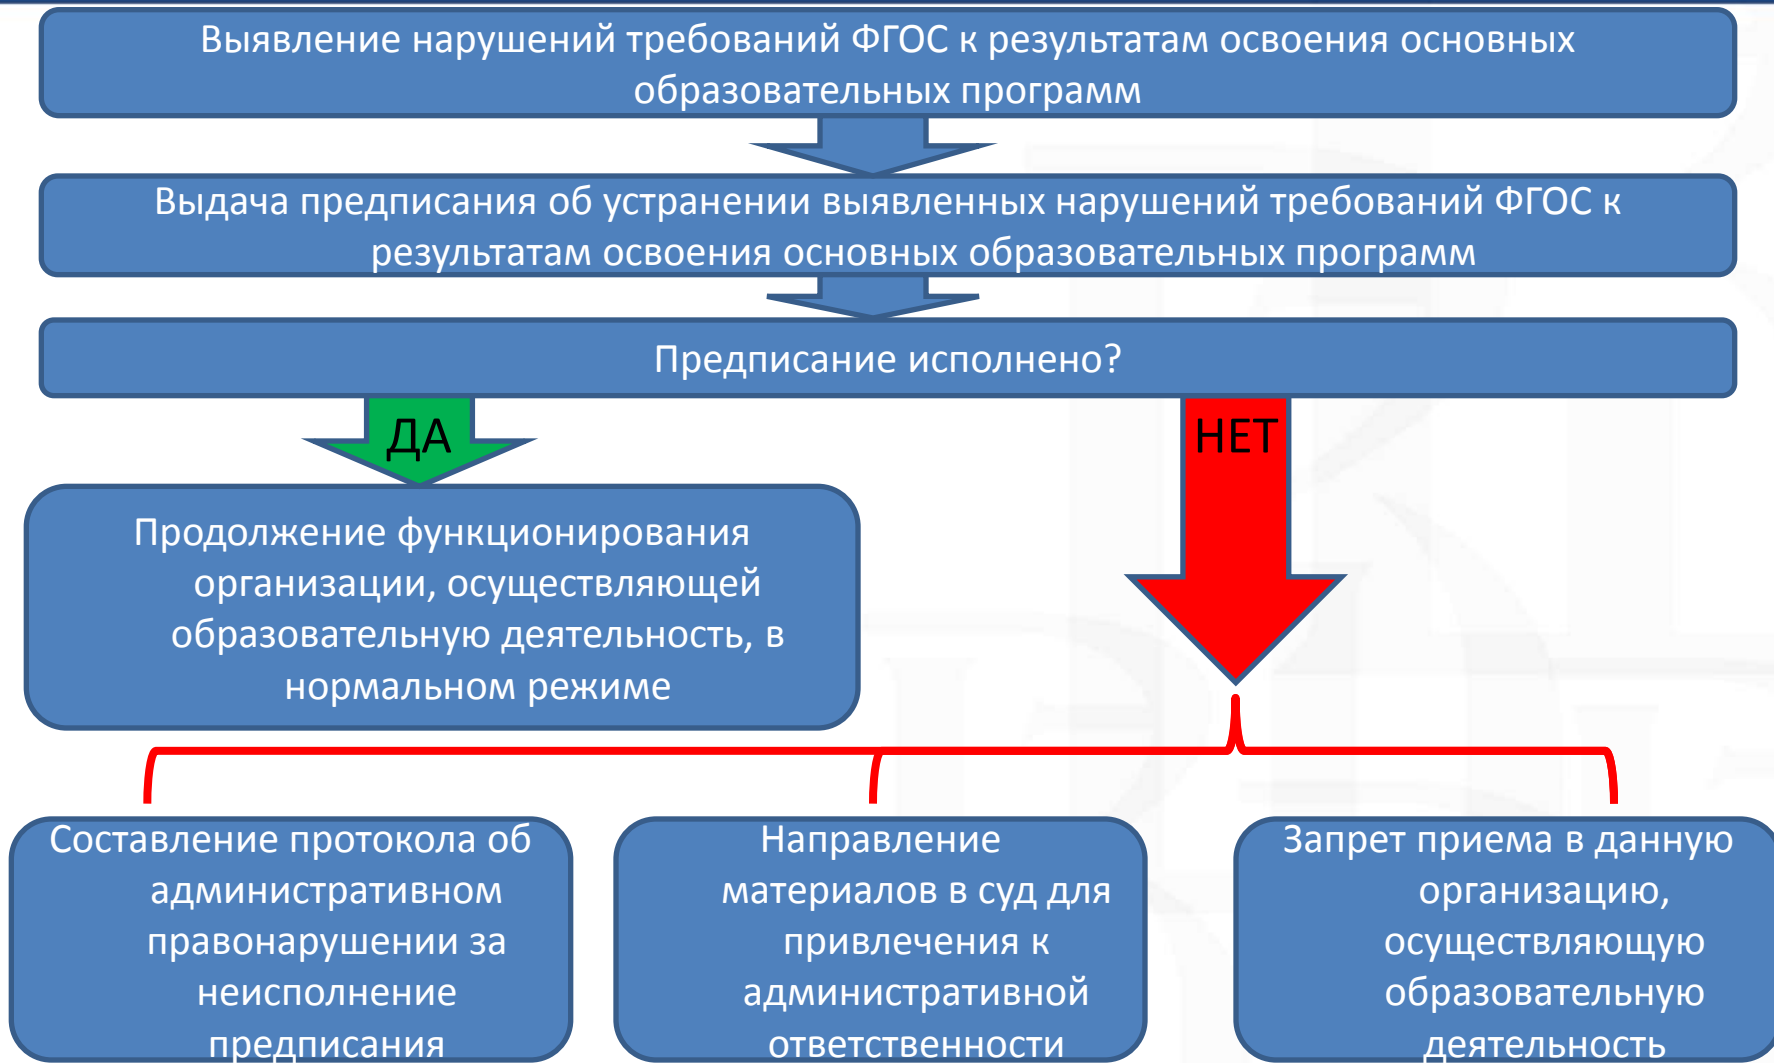 Выявление нарушений требований ФГОС к результатам освоения основных
образовательных программ
Выдача предписания об устранении выявленных нарушений требований ФГОС к
результатам освоения основных образовательных программ
Предписание исполнено?
ДА
НЕТ
Продолжение функционирования
организации, осуществляющей
образовательную деятельность, в
нормальном режиме
Составление протокола об
административном
правонарушении за
неисполнение
предписания
Направление
материалов в суд для
привлечения к
административной
ответственности
Запрет приема в данную
организацию,
осуществляющую
образовательную
деятельность